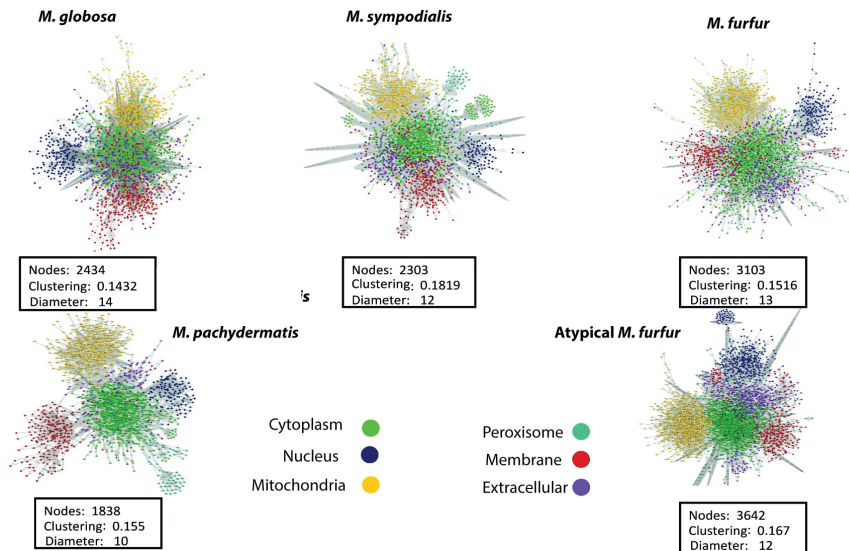 M. globosa
M. sympodialis
M. furfur
Nodes: 2434
Clustering: 0.1432
Diameter: 14
Nodes: 2303
Clustering: 0.1819
Diameter: 12
Nodes: 3103
Clustering: 0.1516
Diameter: 13
is
M. pachydermatis
Atypical M. furfur
Cytoplasm
Nucleus
Mitochondria
Peroxisome
Membrane
Extracellular
Nodes: 1838
Clustering: 0.155
Diameter: 10
Nodes: 3642
Clustering: 0.167
Diameter: 12